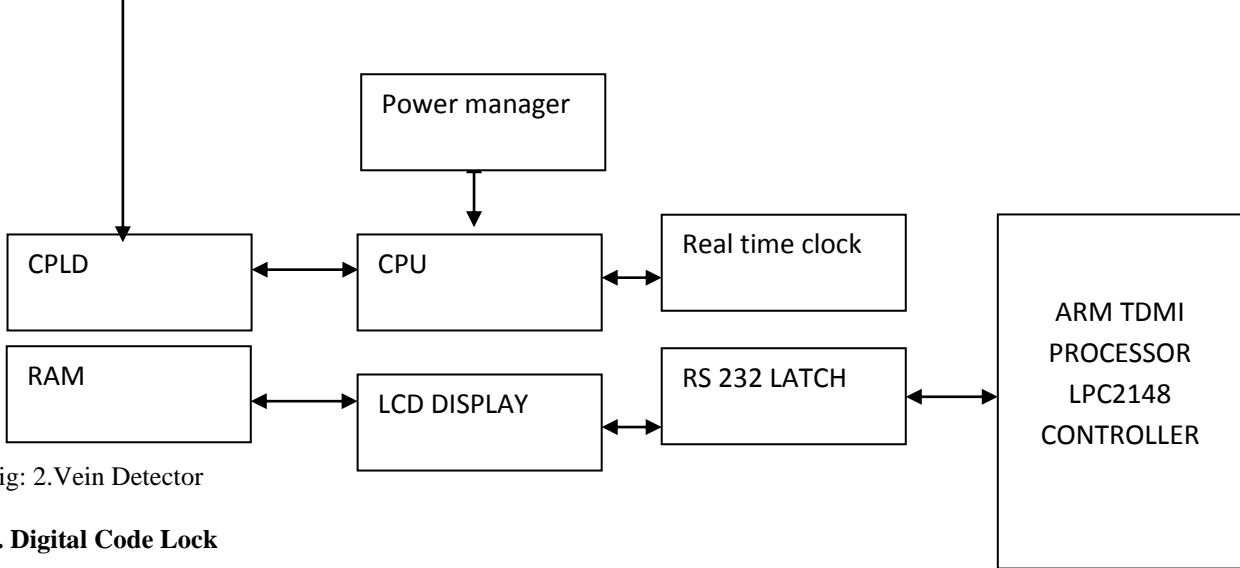 Power manager
CPLD
CPU
Real time clock
RAM
LCD DISPLAY
RS 232 LATCH
ARM TDMI
PROCESSOR
LPC2148
CONTROLLER
ig: 2.Vein Detector
. Digital Code Lock